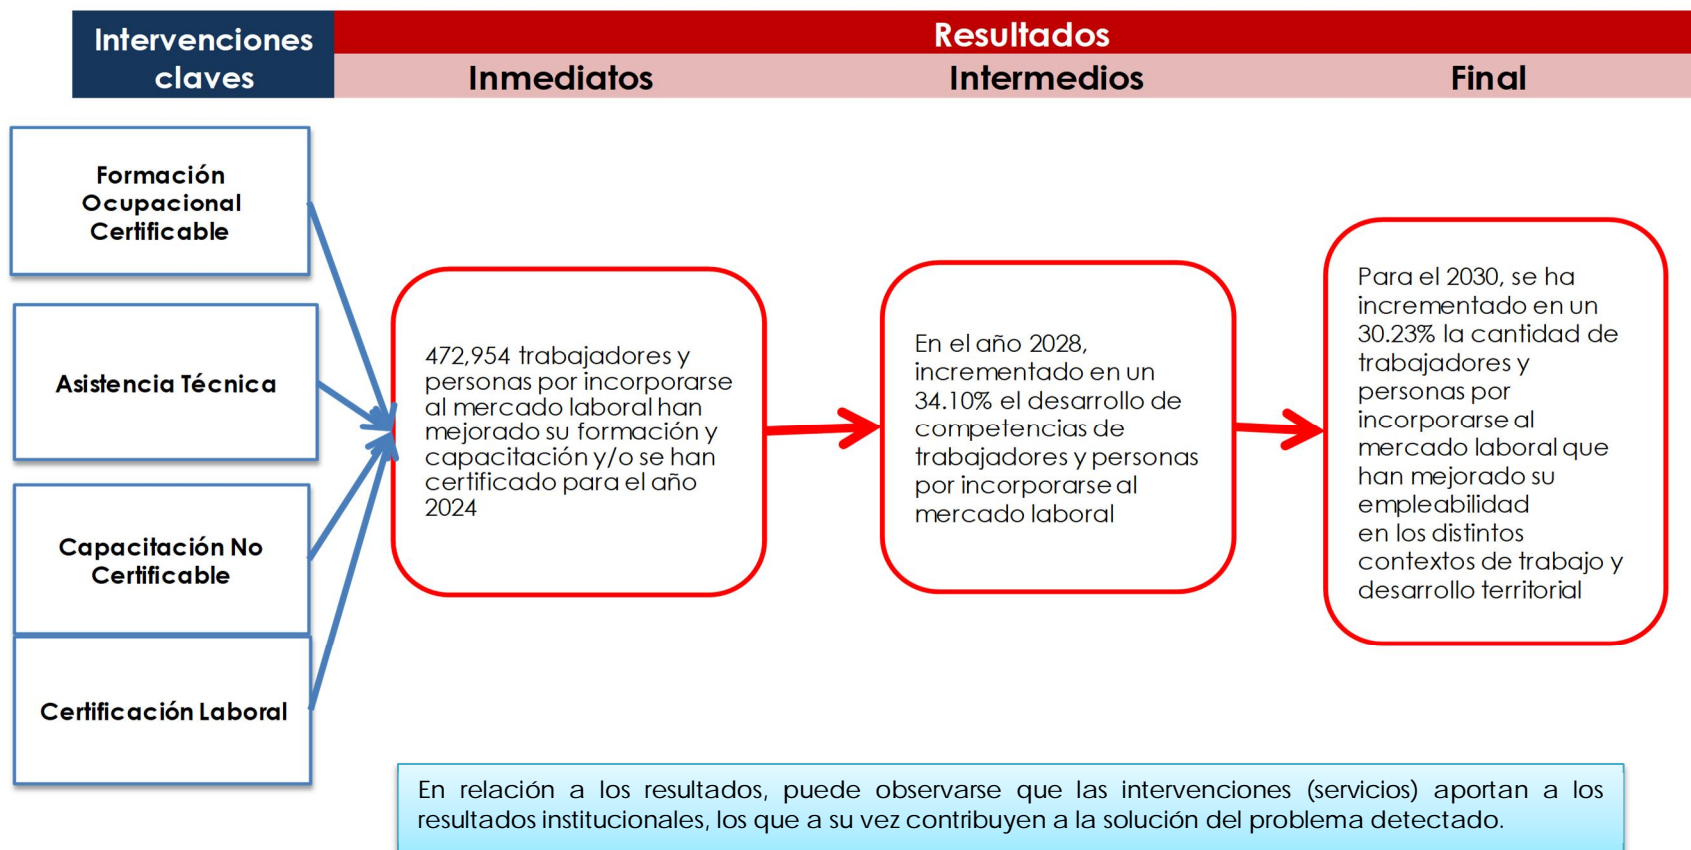 Intervenciones
claves
Resultados
Inmediatos
Intermedios
Final
Formación
Ocupacional
Certificable
Asistencia Técnica
Capacitación No
Certificable
Certificación Laboral
472,954 trabajadores y
personas por incorporarse
al mercado laboral han
mejorado su formación y
capacitación y/o se han
certificado para el año
2024
En el año 2028,
incrementado en un
34.10% el desarrollo de
competencias de
trabajadores y personas
por incorporarse al
mercado laboral
Para el 2030, se ha
incrementado en un
30.23% la cantidad de
trabajadores y
personas por
incorporarse al
mercado laboral que
han mejorado su
empleabilidad
en los distintos
contextos de trabajo y
desarrollo territorial
En relación a los resultados, puede observarse que las intervenciones (servicios) aportan a los
resultados institucionales, los que a su vez contribuyen a la solución del problema detectado.